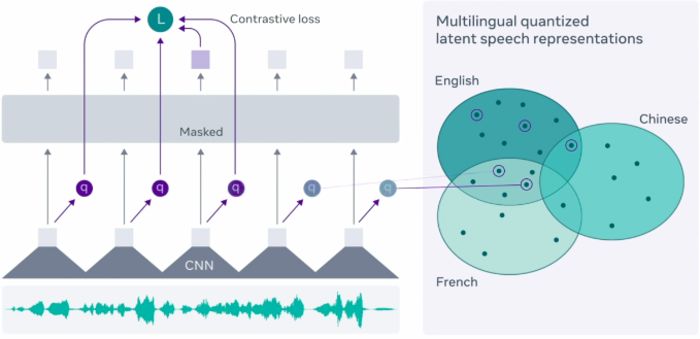 L
Contrastive loss
Masked
q
q
q
q
q
CNN
Multilingual quantized
latent speech representations
English
Chinese
French